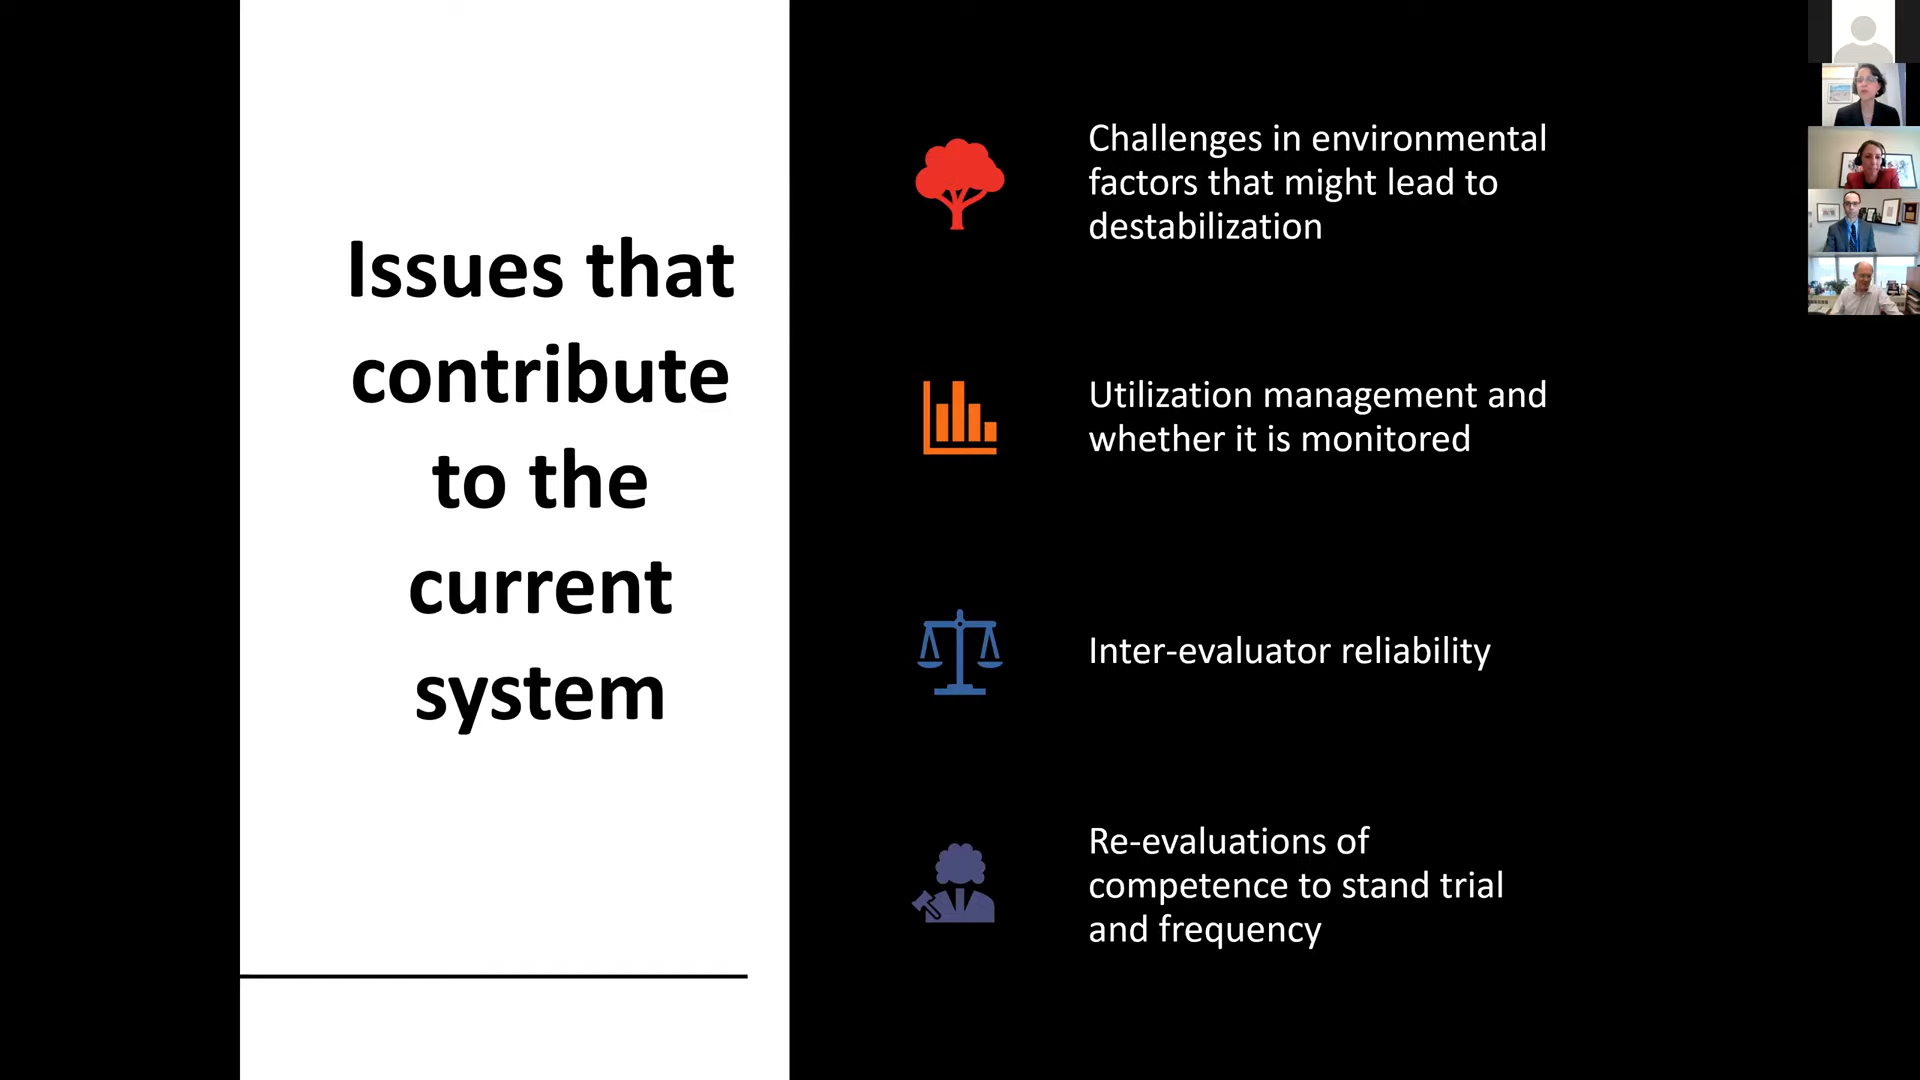 Issues that
contribute
to the
current
system
Challenges in environmental
factors that might lead to
destabilization
Utilization management and
whether it is monitored
Inter-evaluator reliability
Re-evaluations of
competence to stand trial
and frequency